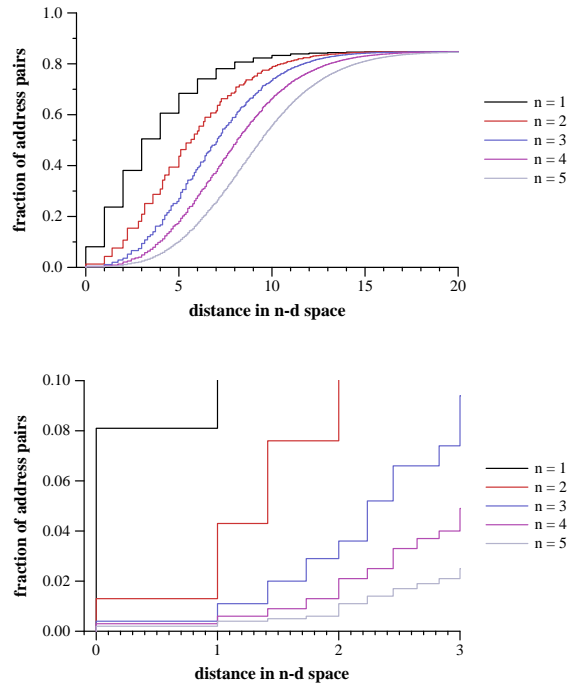 1.0
0.8
0.6
0.4
0.2
0.0
fraction of address pairs
0
5
10
15
20
distance in n-d space
n = 1
n = 2
n = 3
n = 4
n = 5
0.10
0.08
0.06
0.04
0.02
0.00
fraction of address pairs
0
1
2
3
distance in n-d space
n = 1
n = 2
n = 3
n = 4
n = 5